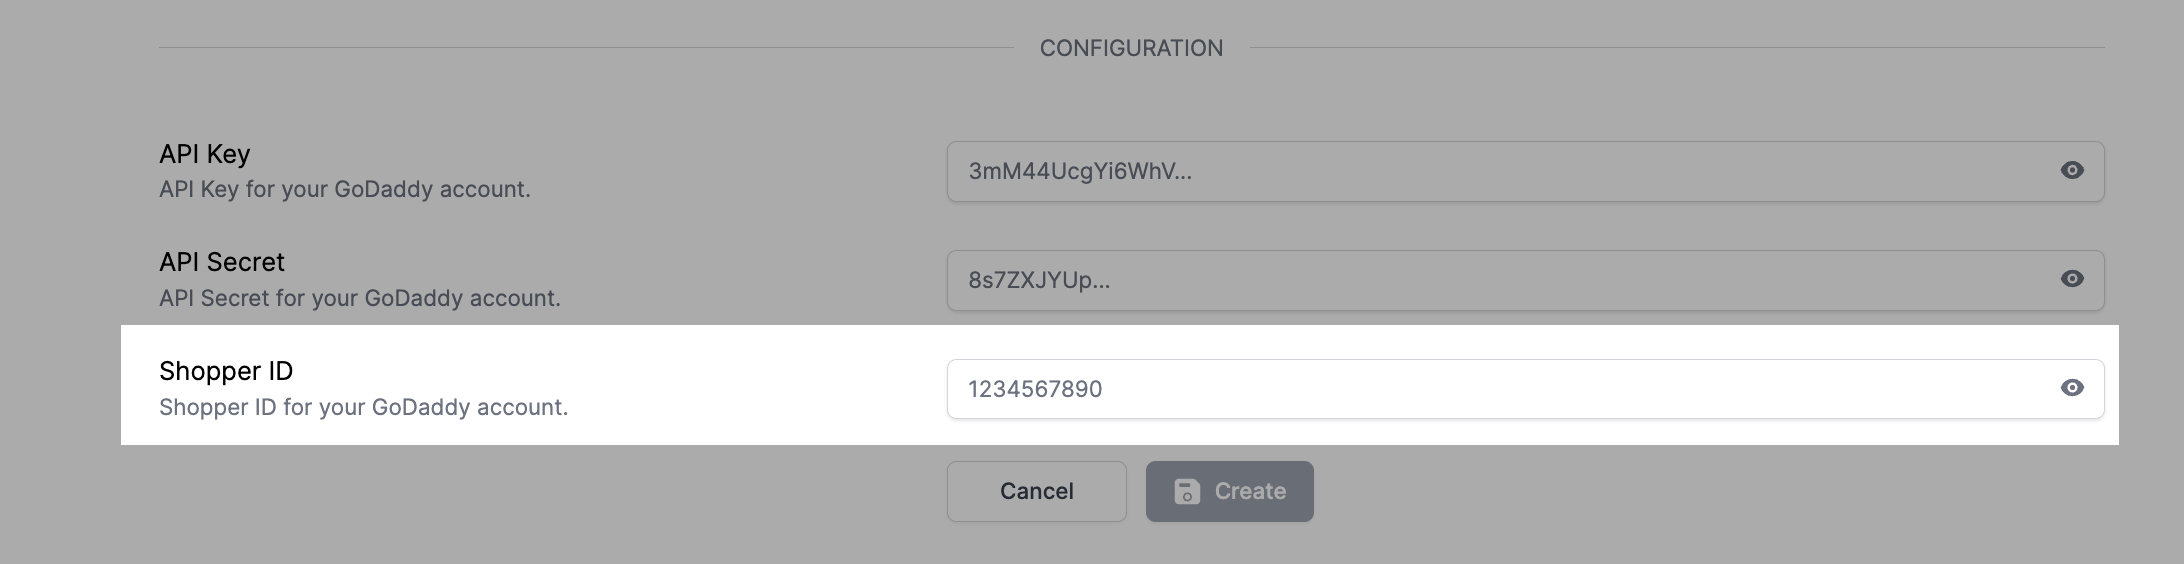 CONFIGURATION
API Key
API Key for your GoDaddy account.
3mM44UcgYi6WhV...
API Secret
API Secret for your GoDaddy account.
8s7ZXJYUp...
Shopper ID
Shopper ID for your GoDaddy account.
1234567890
Cancel
Create